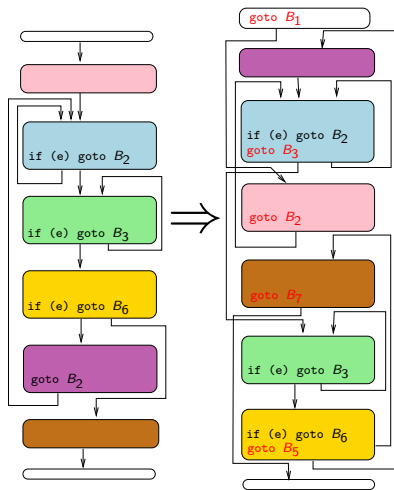 if (e) goto B2
if (e) goto B3
if (e) goto B6
goto B2
goto B1
if (e) goto B2
goto B3
goto B2
goto B7
if (e) goto B3
if (e) goto B6
goto B5